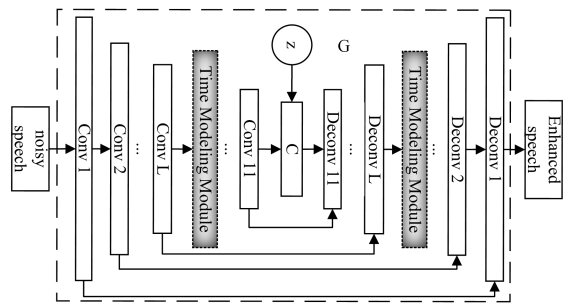 z
G
noisy
speech
Conv 1
Conv 2
...
Conv L
Time Modeling Module
...
Conv 11
C
Deconv 11
...
Deconv L
Time Modeling Module
...
Deconv 2
Deconv 1
Enhanced
speech